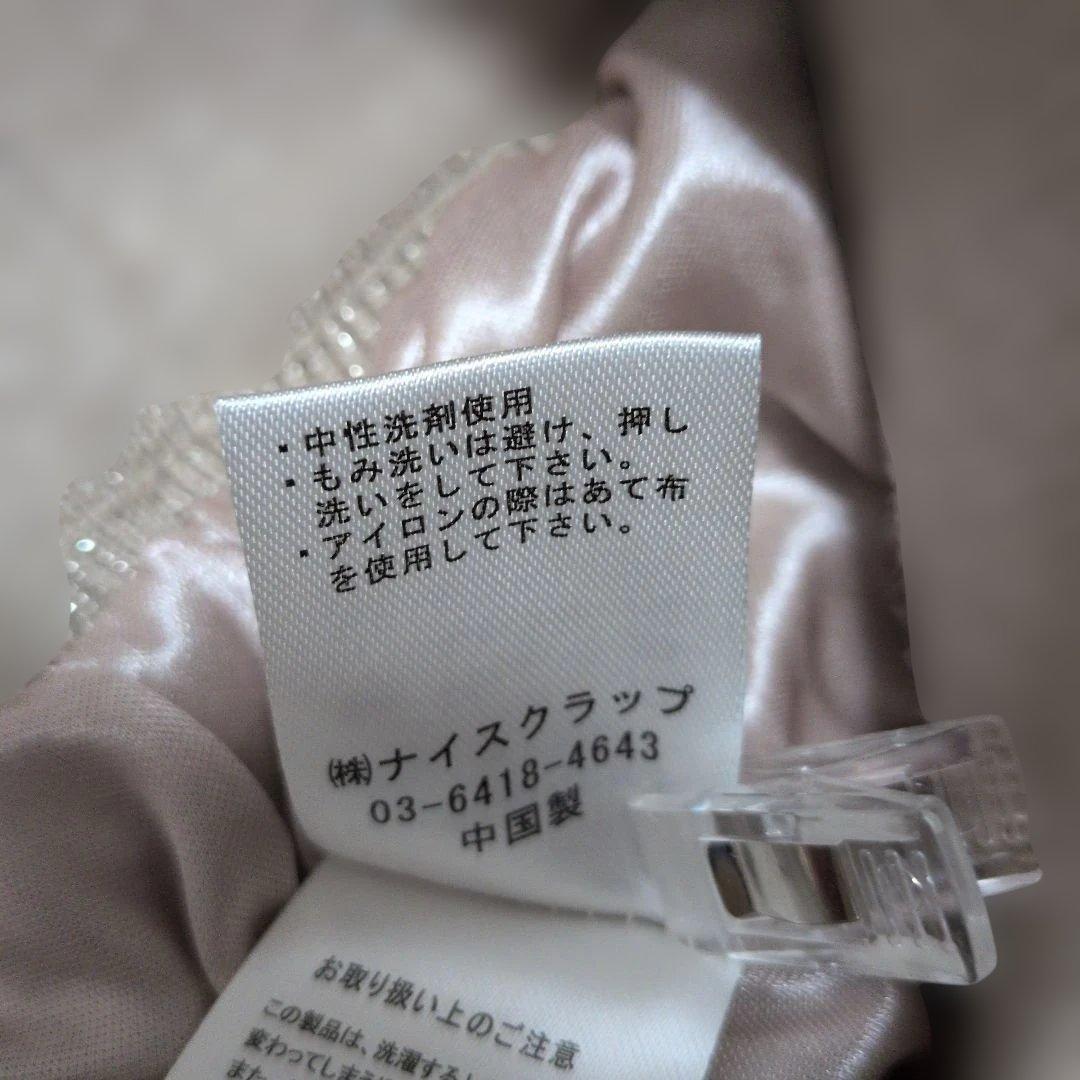 ・中性洗剤使用
・もみ洗いは避け、押し
洗いをして下さい。
・アイロンの際はあて布
を使用して下さい。
㈱ナイスクラップ
03-6418-4643
中国製
お取り扱い上のご注意
この製品は、洗濯すると
変わってしまう
また